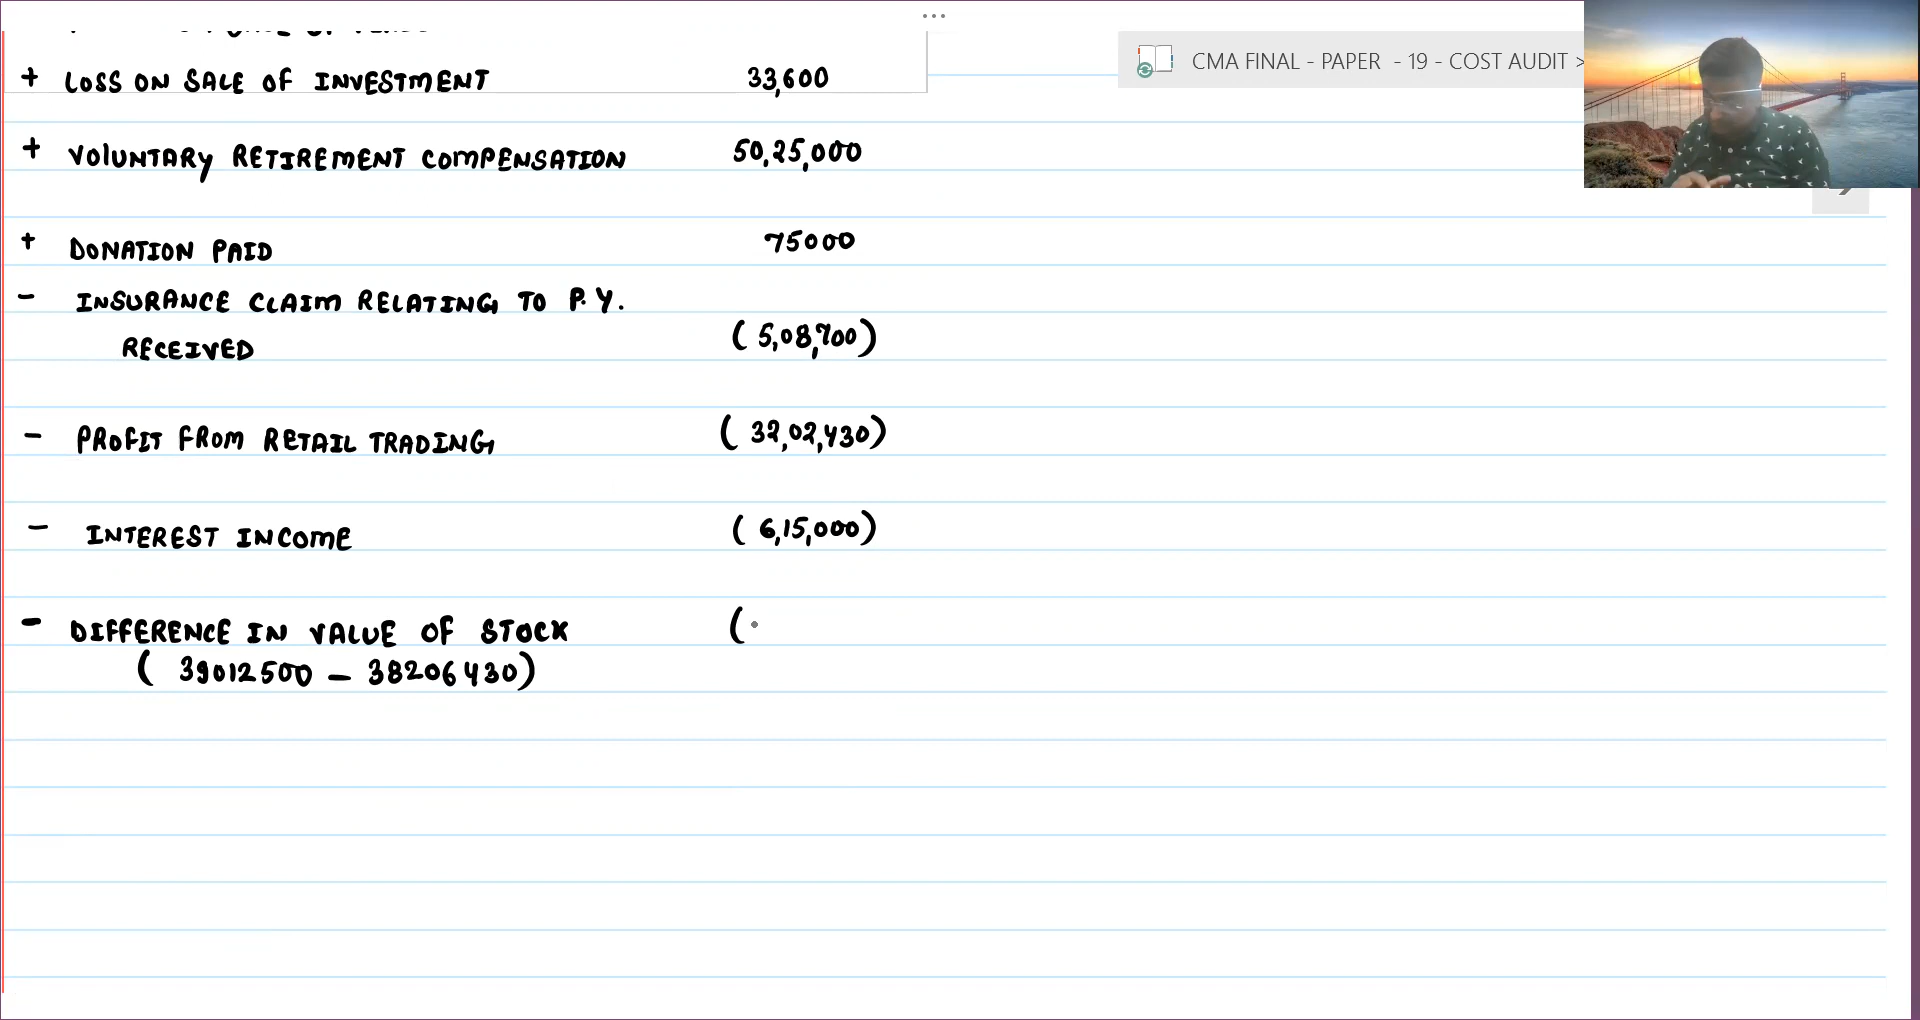 CMA FINAL - PAPER - 19 - COST AUDIT >
+ LOSS ON SALE OF INVESTMENT 33,600
+ VOLUNTARY RETIREMENT COMPENSATION 50,25,000
+ DONATION PAID 75000
- INSURANCE CLAIM RELATING TO P.Y.
RECEIVED (5,08,700)
- PROFIT FROM RETAIL TRADING (32,02,430)
- INTEREST INCOME (6,15,000)
- DIFFERENCE IN VALUE OF STOCK (
(39012500 - 38206430)